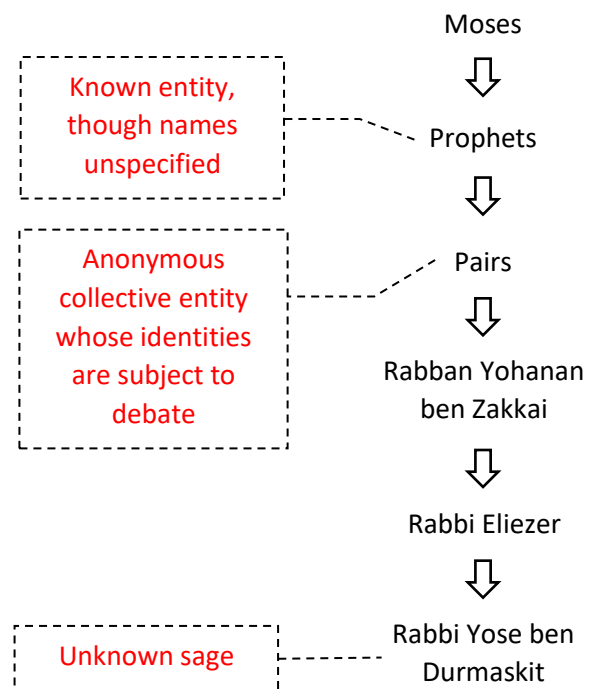 Moses
Known entity,
though names
unspecified
Prophets
Anonymous
collective entity
whose identities
are subject to
debate
Pairs
Rabban Yohanan
ben Zakkai
Rabbi Eliezer
Unknown sage
Rabbi Yose ben
Durmaskit